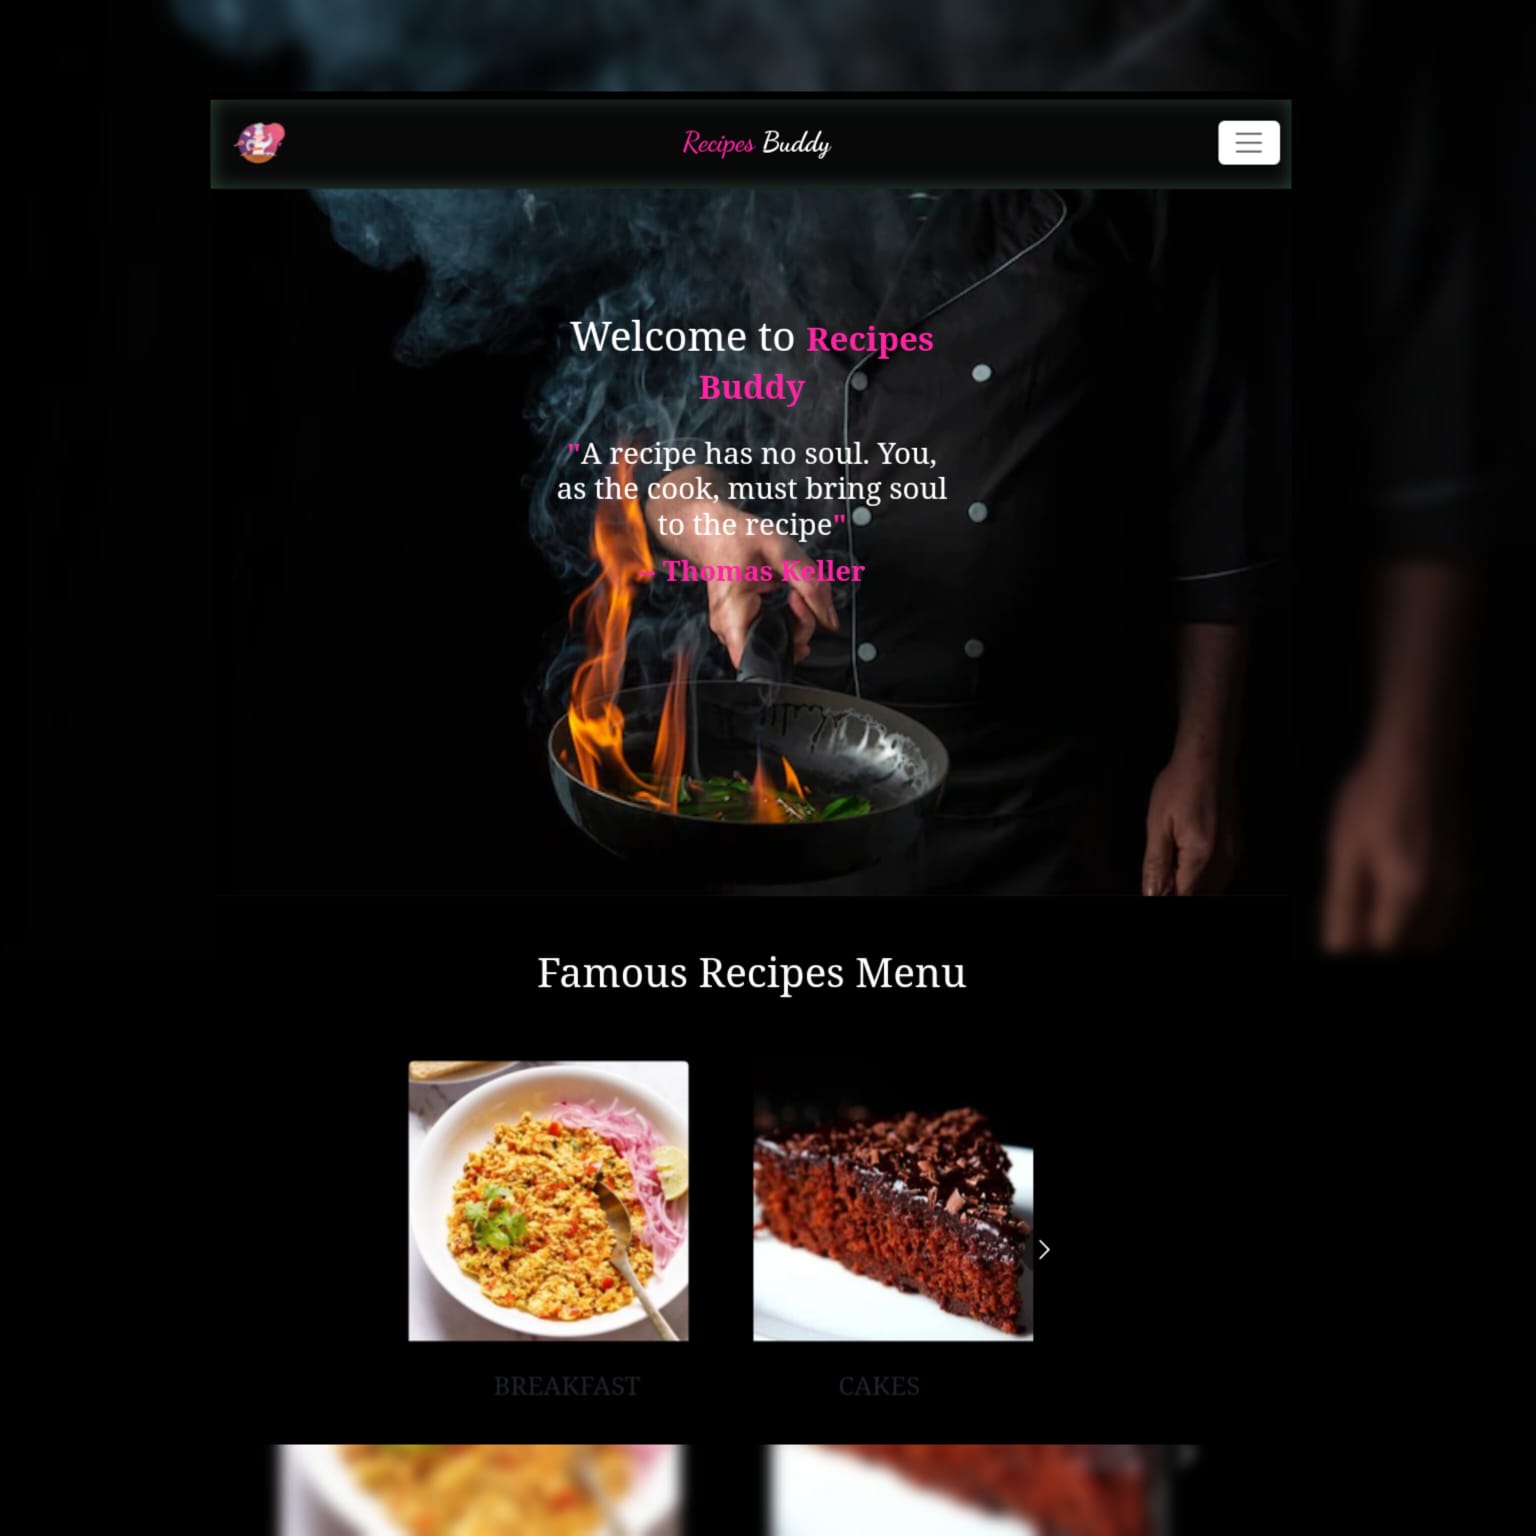 Recipes Buddy
Welcome to Recipes
Buddy
"A recipe has no soul. You,
as the cook, must bring soul
to the recipe"
~ Thomas Keller
Famous Recipes Menu
BREAKFAST
CAKES